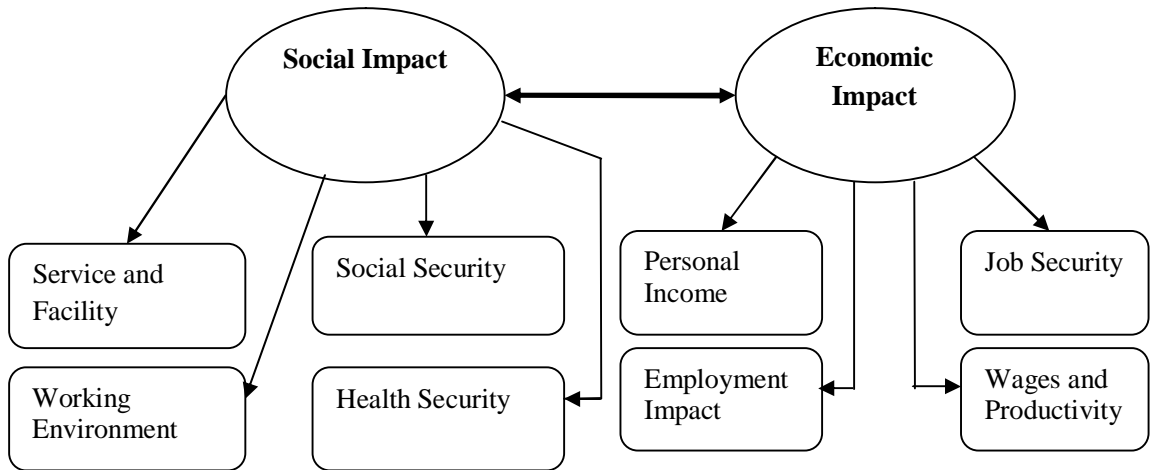 Social Impact
Economic
Impact
Service and
Facility
Social Security
Personal
Income
Job Security
Working
Environment
Health Security
Employment
Impact
Wages and
Productivity